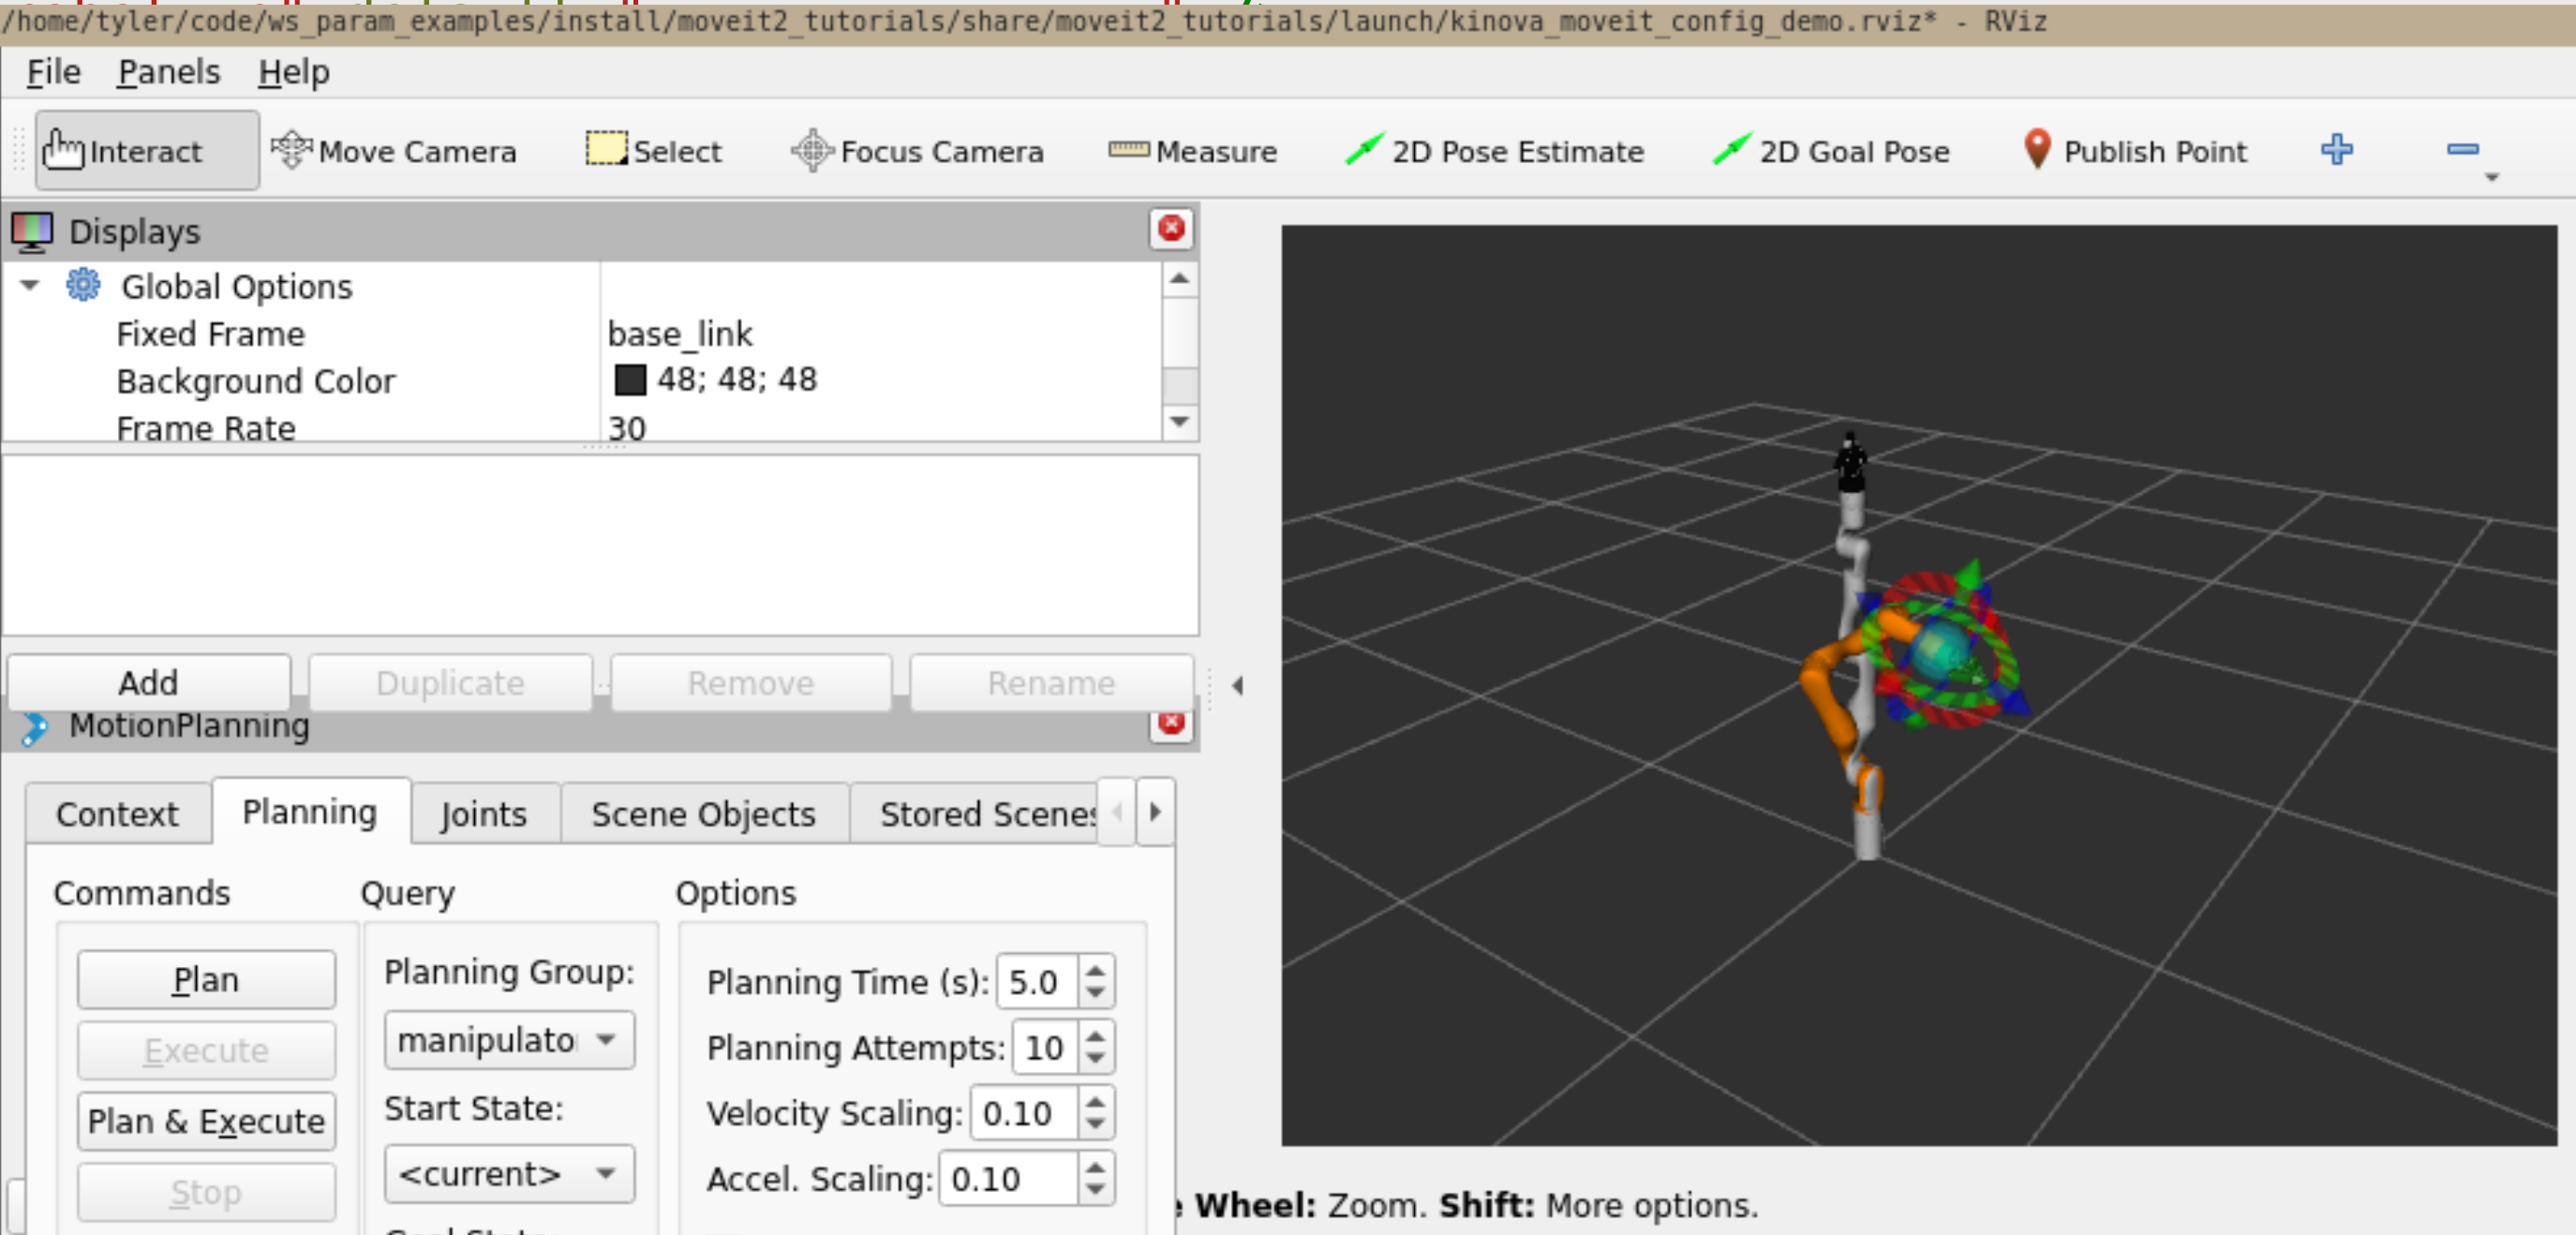 /home/tyler/code/ws_param_examples/install/moveit2_tutorials/share/moveit2_tutorials/launch/kinova_moveit_config_demo.rviz* - RViz
File Panels Help
Interact Move Camera Select Focus Camera Measure 2D Pose Estimate 2D Goal Pose Publish Point
Displays
Global Options
Fixed Frame base_link
Background Color 48; 48; 48
Frame Rate 30
Add Duplicate Remove Rename
MotionPlanning
Context Planning Joints Scene Objects Stored Scenes
Commands Query Options
Plan
Execute
Plan & Execute
Stop
Planning Group:
manipulato
Start State:
<current>
Planning Time (s): 5.0
Planning Attempts: 10
Velocity Scaling: 0.10
Accel. Scaling: 0.10
Wheel: Zoom. Shift: More options.